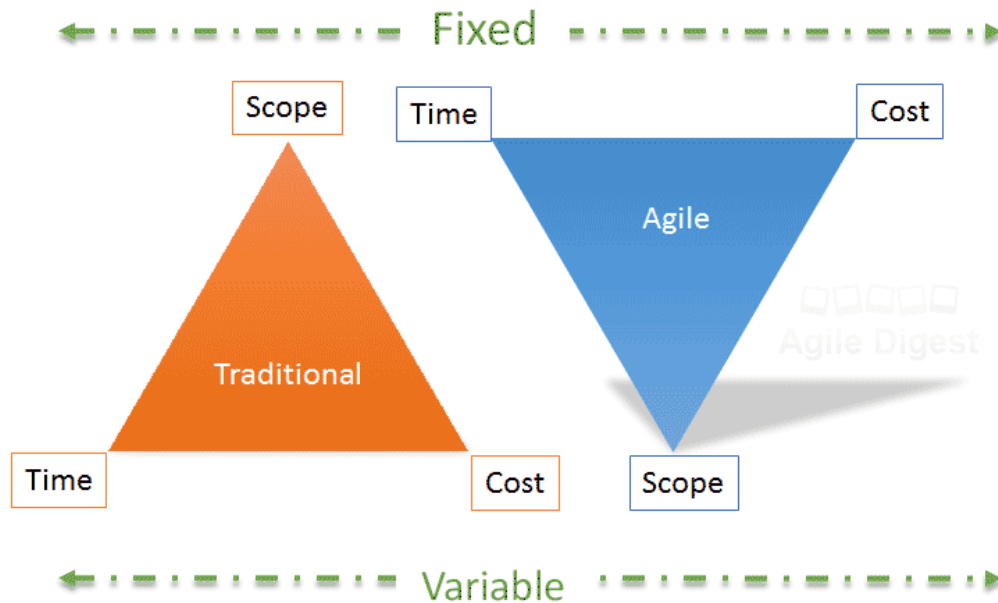 Fixed
Scope
Time
Cost
Agile
Agile Digest
Traditional
Time
Cost
Scope
Variable